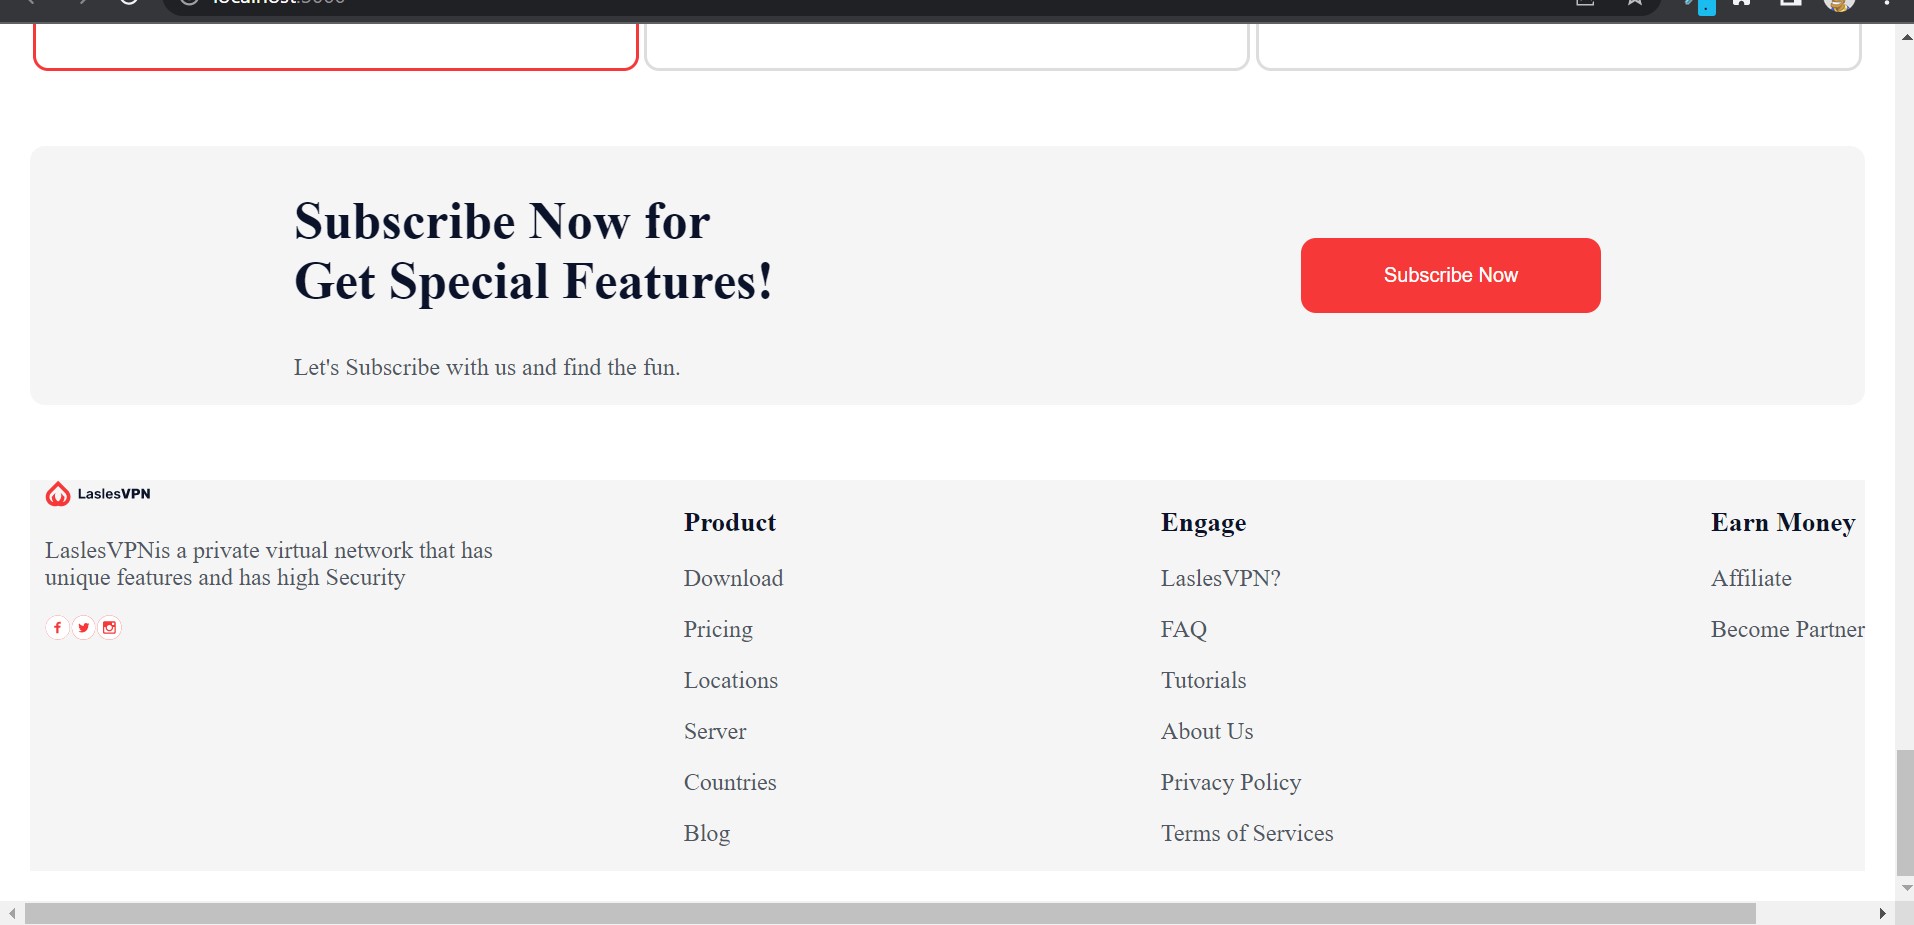 Subscribe Now for
Get Special Features!
Let's Subscribe with us and find the fun.
Subscribe Now
LaslesVPN
LaslesVPNis a private virtual network that has
unique features and has high Security
Product
Download
Pricing
Locations
Server
Countries
Blog
Engage
LaslesVPN?
FAQ
Tutorials
About Us
Privacy Policy
Terms of Services
Earn Money
Affiliate
Become Partner